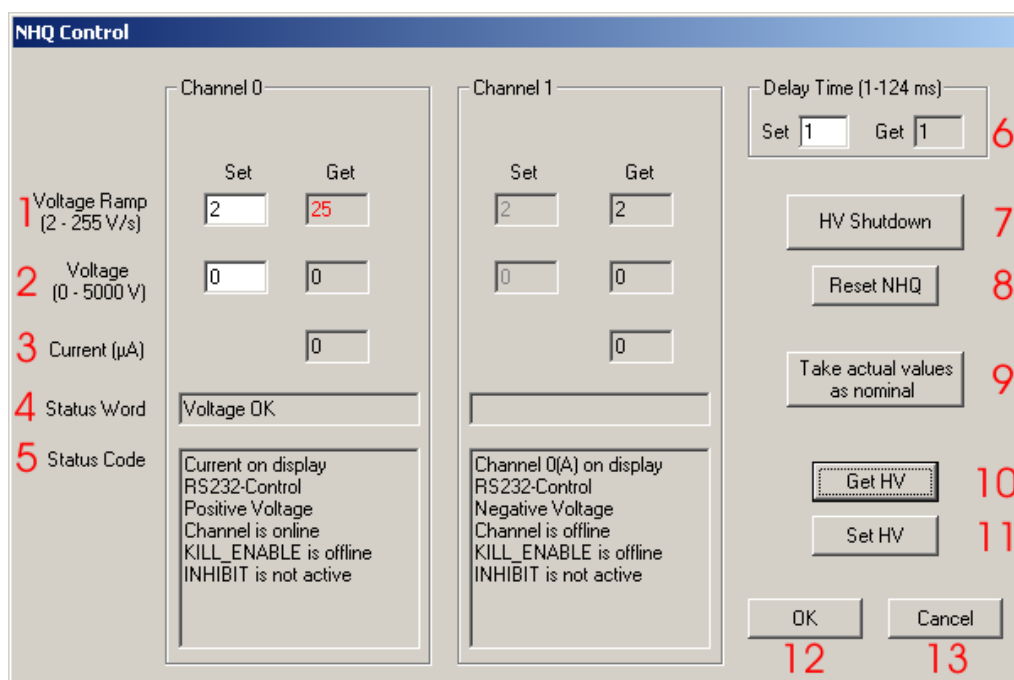 NHQ Control
Channel 0
Channel 1
Delay Time (1-124 ms)
Set 1 Get 1 6
Set Get Set Get
1 Voltage Ramp (2 - 255 V/s) 2 25 2 2
HV Shutdown 7
2 Voltage (0 - 5000 V) 0 0 0 0
Reset NHQ 8
3 Current (µA) 0 0
Take actual values as nominal 9
4 Status Word Voltage OK
5 Status Code
Current on display
RS232-Control
Positive Voltage
Channel is online
KILL_ENABLE is offline
INHIBIT is not active
Channel 0(A) on display
RS232-Control
Negative Voltage
Channel is offline
KILL_ENABLE is offline
INHIBIT is not active
Get HV 10
Set HV 11
OK Cancel
12 13